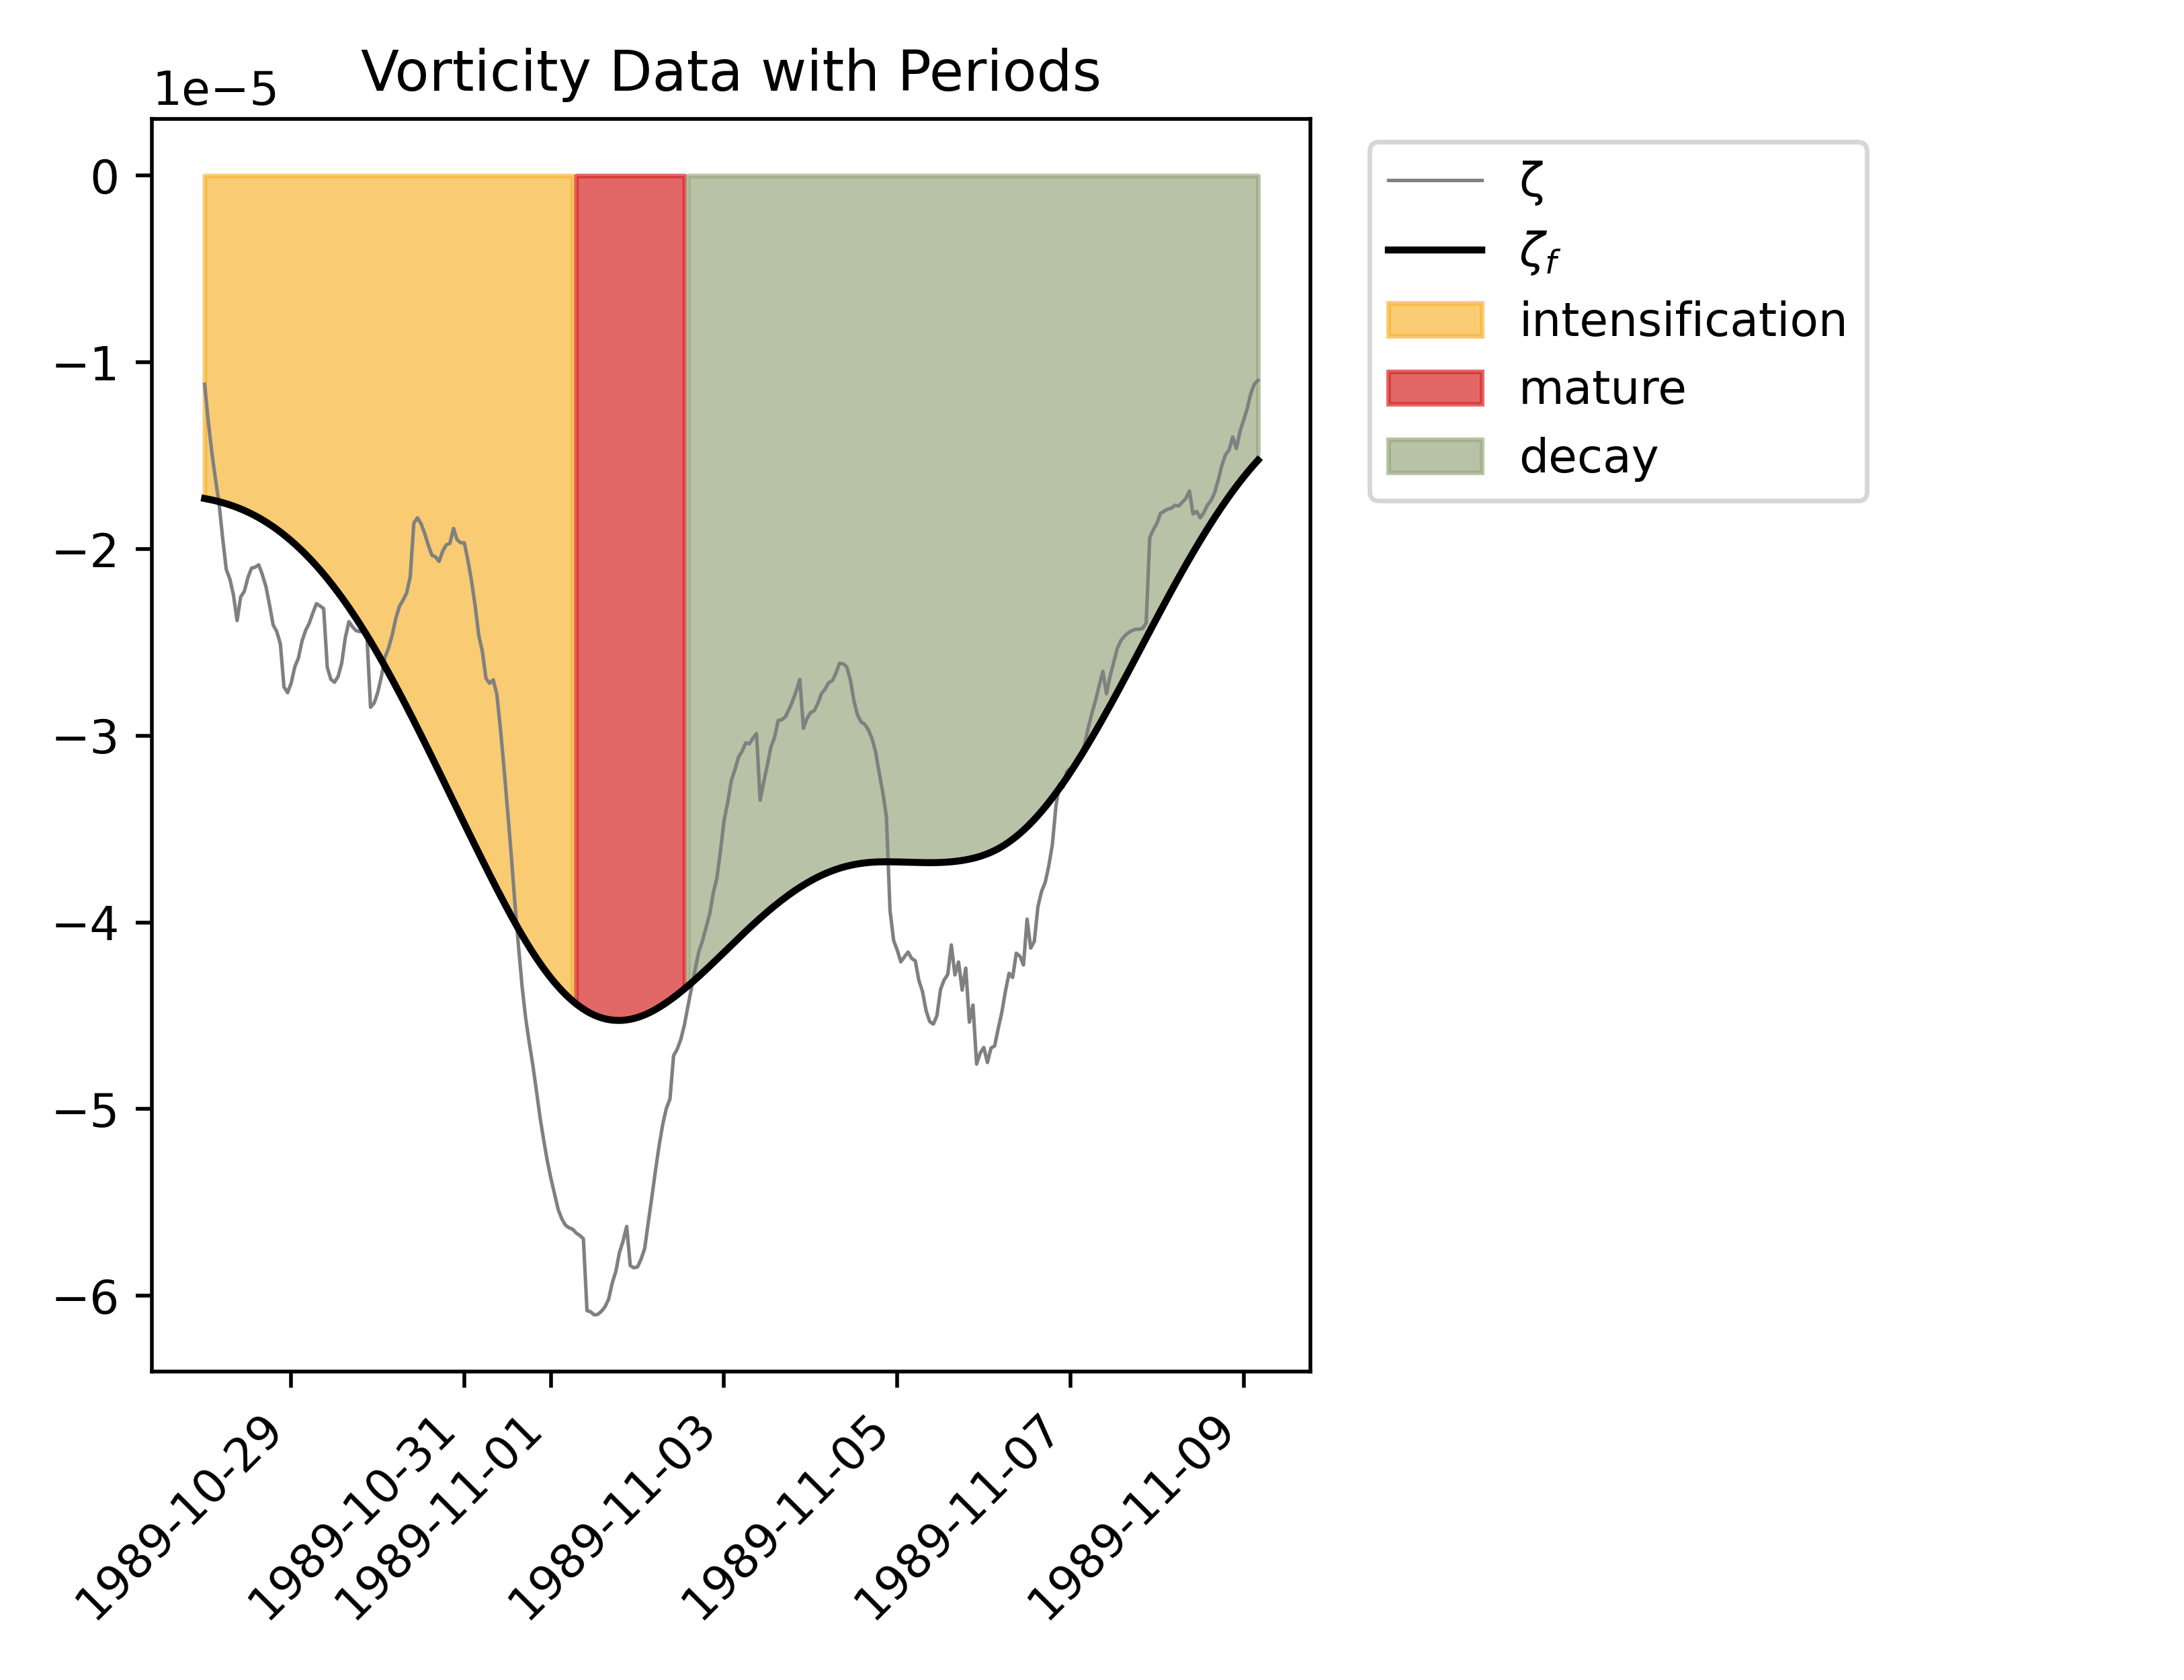 Vorticity Data with Periods
1e−5
0
−1
−2
−3
−4
−5
−6
1989-10-29
1989-10-31
1989-11-01
1989-11-03
1989-11-05
1989-11-07
1989-11-09
ζ
ζf
intensification
mature
decay